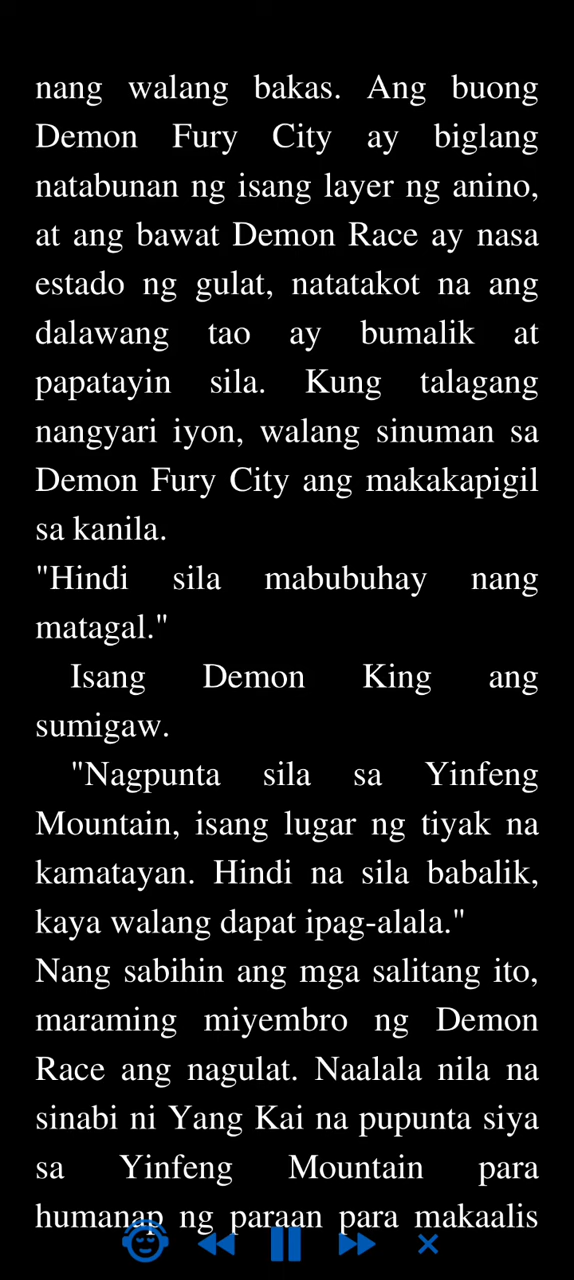 nang walang bakas. Ang buong
Demon Fury City ay biglang
natabunan ng isang layer ng anino,
at ang bawat Demon Race ay nasa
estado ng gulat, natatakot na ang
dalawang tao ay bumalik at
papatayin sila. Kung talagang
nangyari iyon, walang sinuman sa
Demon Fury City ang makakapigil
sa kanila.
"Hindi sila mabubuhay nang
matagal."
Isang Demon King ang
sumigaw.
"Nagpunta sila sa Yinfeng
Mountain, isang lugar ng tiyak na
kamatayan. Hindi na sila babalik,
kaya walang dapat ipag-alala."
Nang sabihin ang mga salitang ito,
maraming miyembro ng Demon
Race ang nagulat. Naalala nila na
sinabi ni Yang Kai na pupunta siya
sa Yinfeng Mountain para
humanap ng paraan para makaalis